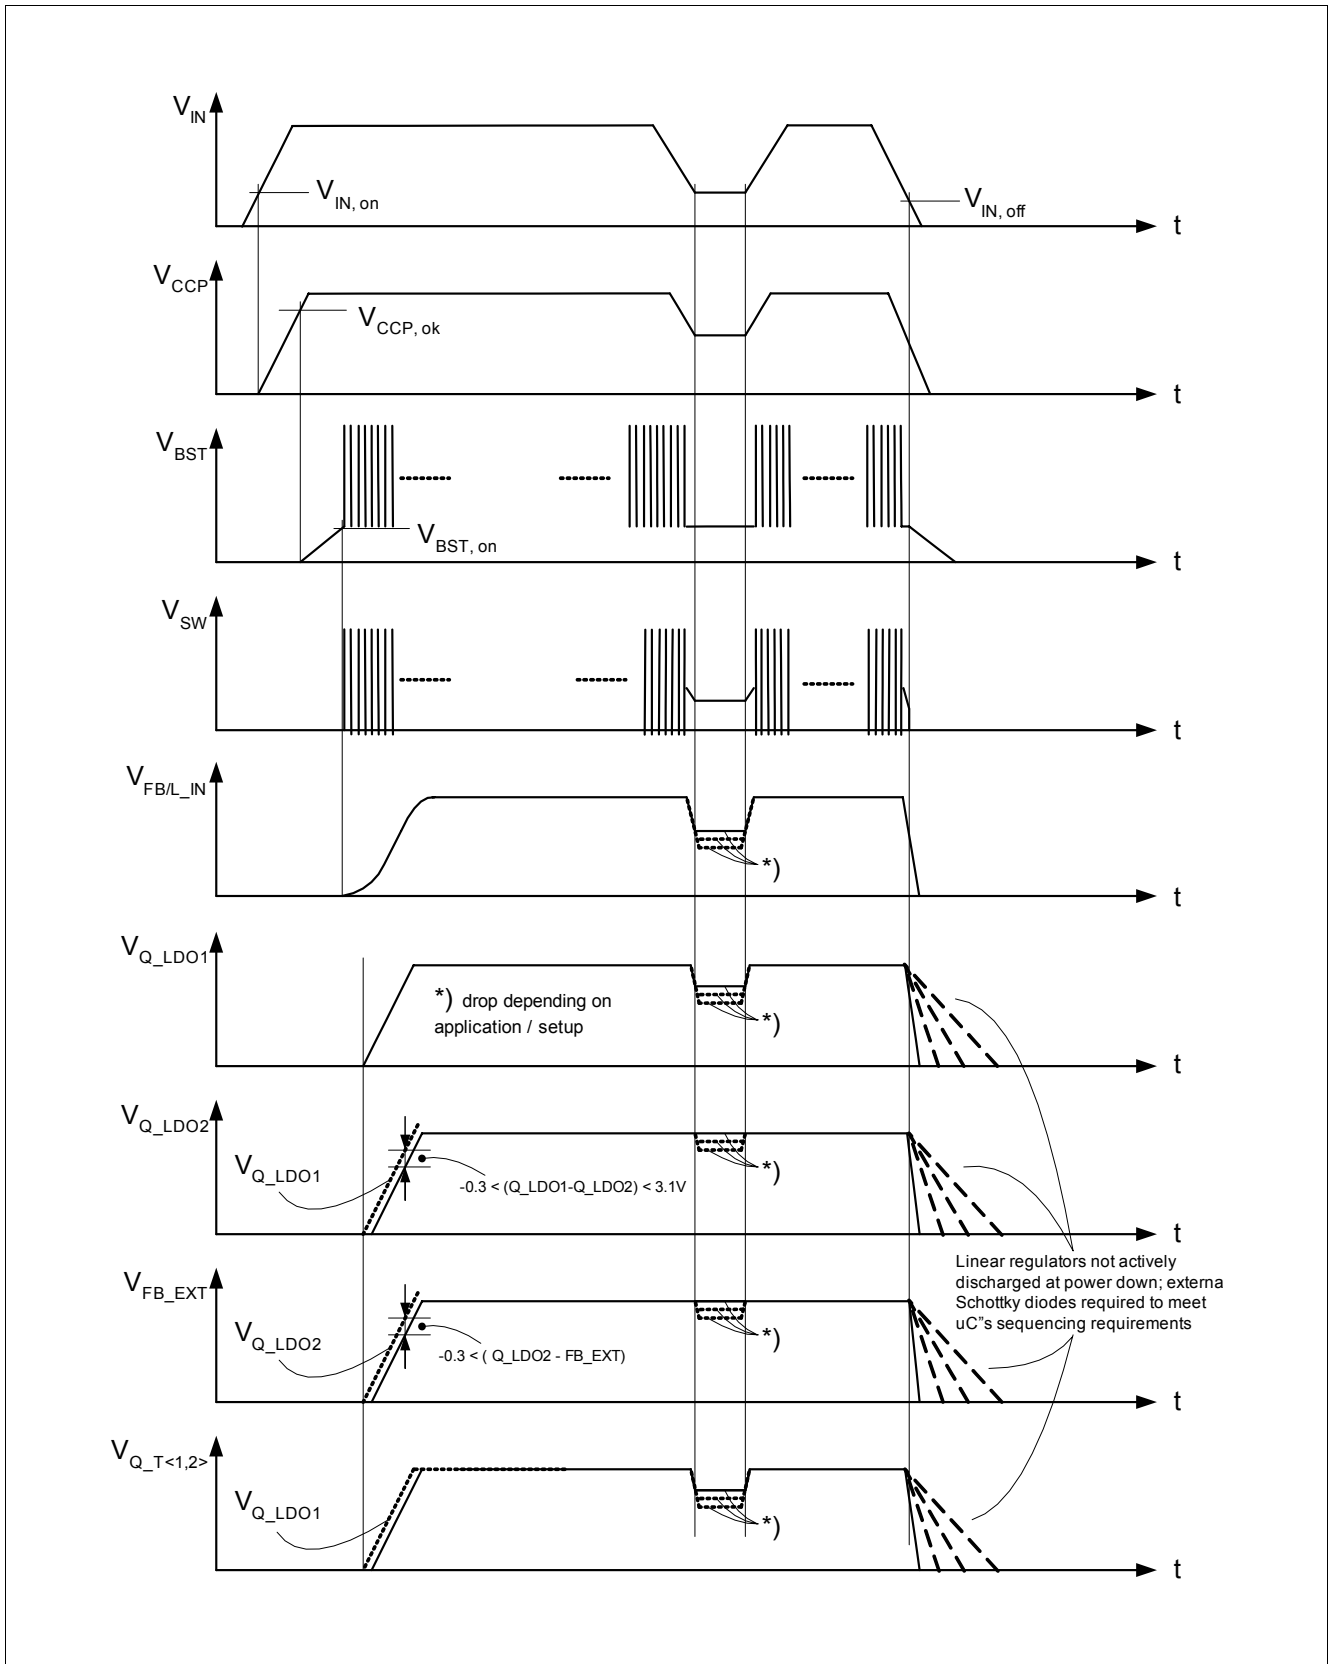 V_IN
V_IN, on
V_IN, off
t
V_CCP
V_CCP, ok
t
V_BST
V_BST, on
t
V_SW
t
V_FB/L_IN
*)
t
V_Q_LDO1
*) drop depending on
application / setup
*)
t
V_Q_LDO2
V_Q_LDO1
-0.3 < (Q_LDO1-Q_LDO2) < 3.1V
*)
t
Linear regulators not actively
discharged at power down; externa
Schottky diodes required to meet
uC"s sequencing requirements
V_FB_EXT
V_Q_LDO2
-0.3 < ( Q_LDO2 - FB_EXT)
*)
t
V_Q_T<1,2>
V_Q_LDO1
*)
t